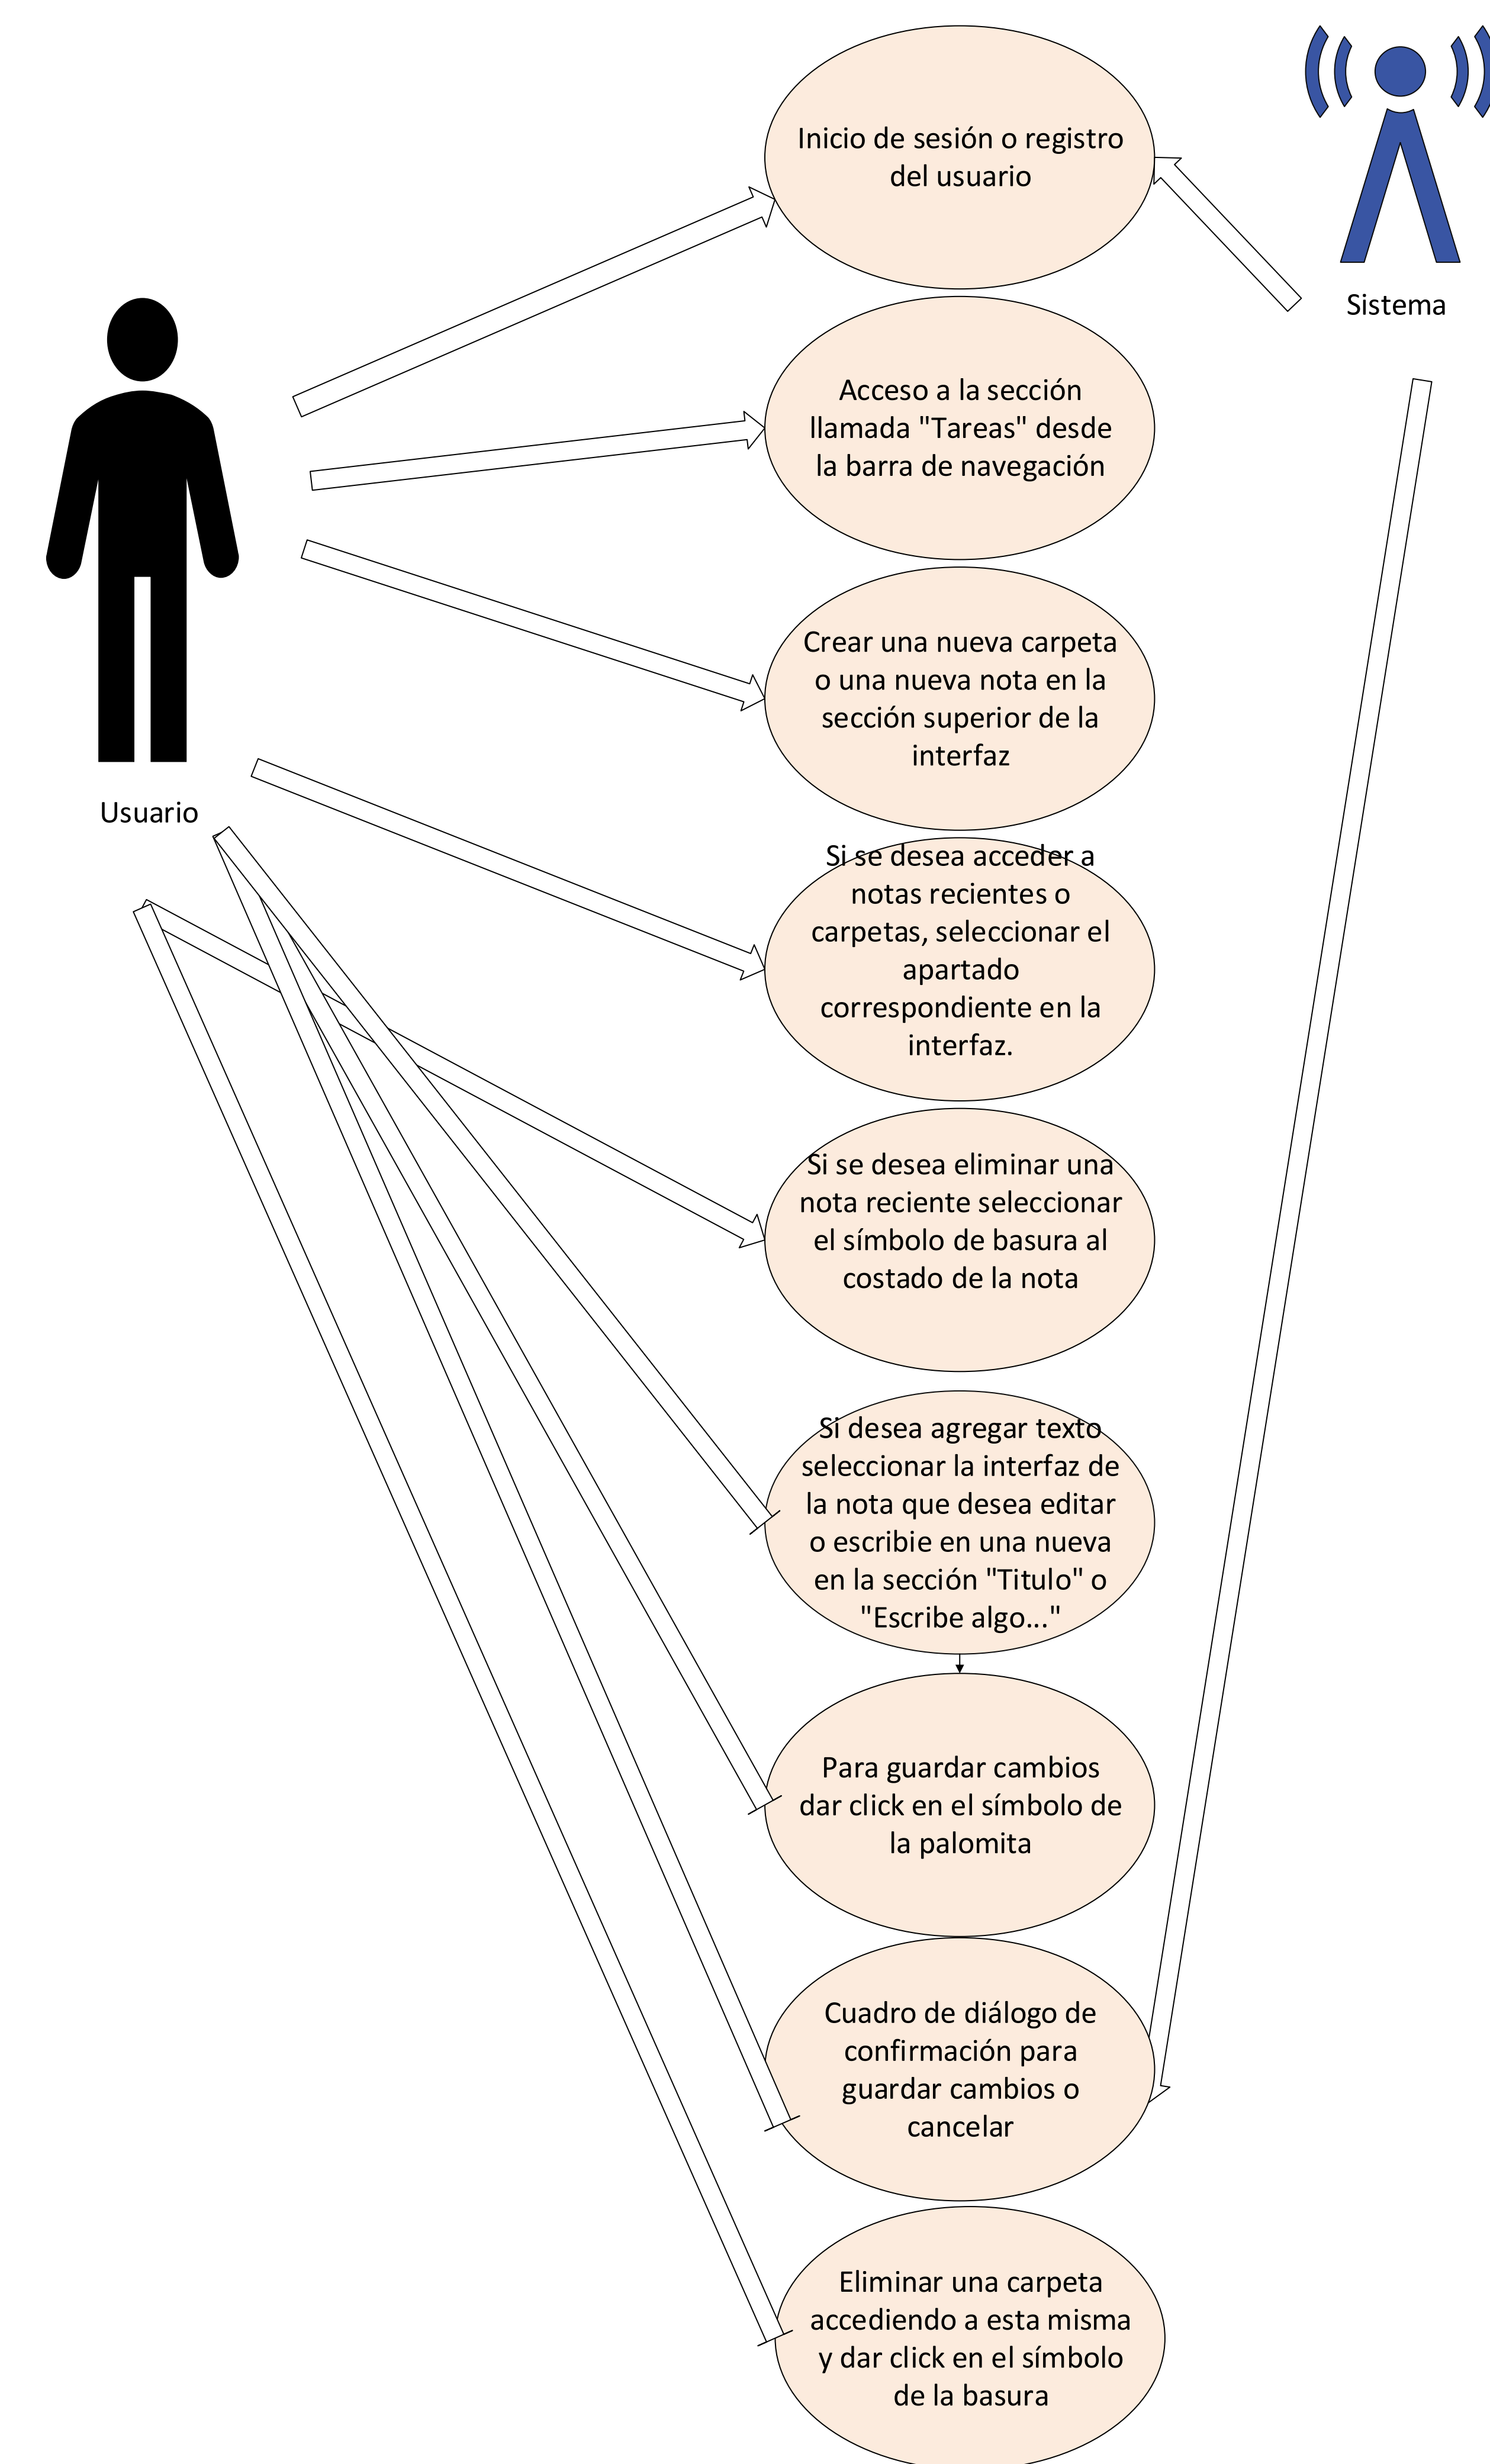 Inicio de sesión o registro
del usuario
Sistema
Acceso a la sección
llamada "Tareas" desde
la barra de navegación
Crear una nueva carpeta
o una nueva nota en la
sección superior de la
interfaz
Usuario
Si se desea acceder a
notas recientes o
carpetas, seleccionar el
apartado
correspondiente en la
interfaz.
Si se desea eliminar una
nota reciente seleccionar
el símbolo de basura al
costado de la nota
Si desea agregar texto
seleccionar la interfaz de
la nota que desea editar
o escribie en una nueva
en la sección "Titulo" o
"Escribe algo..."
Para guardar cambios
dar click en el símbolo de
la palomita
Cuadro de diálogo de
confirmación para
guardar cambios o
cancelar
Eliminar una carpeta
accediendo a esta misma
y dar click en el símbolo
de la basura